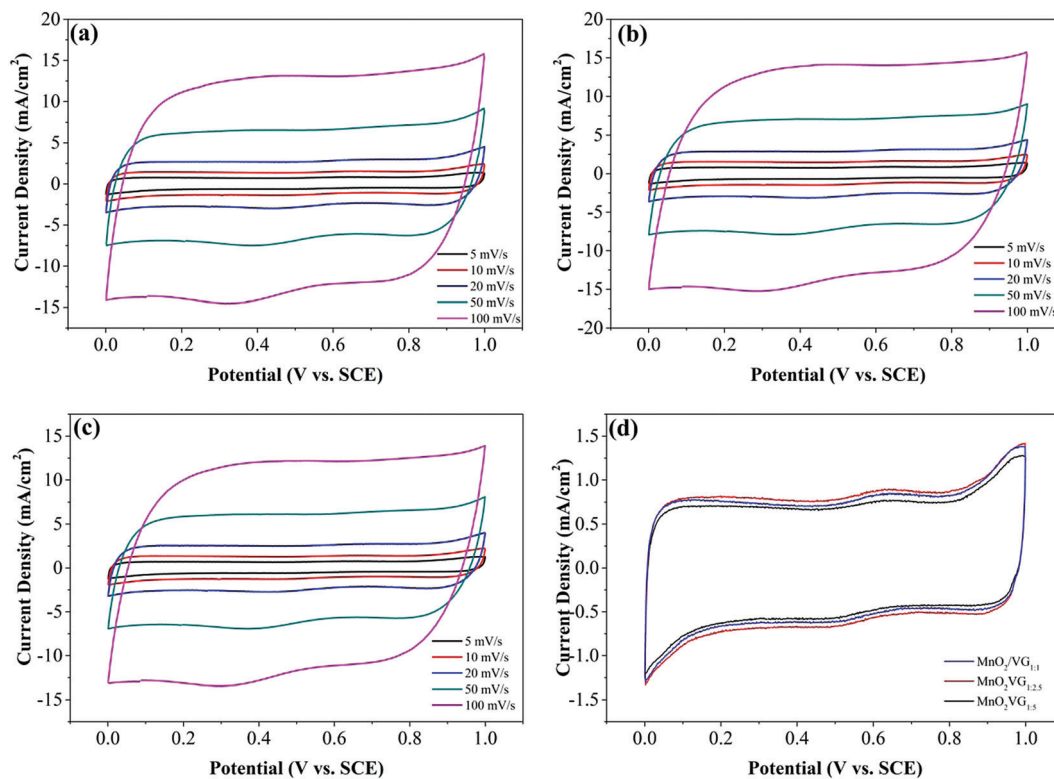 (a)
Current Density (mA/cm²)
20
15
10
5
0
-5
-10
-15
0.0 0.2 0.4 0.6 0.8 1.0
Potential (V vs. SCE)
5 mV/s
10 mV/s
20 mV/s
50 mV/s
100 mV/s
(b)
Current Density (mA/cm²)
20
15
10
5
0
-5
-10
-15
-20
0.0 0.2 0.4 0.6 0.8 1.0
Potential (V vs. SCE)
5 mV/s
10 mV/s
20 mV/s
50 mV/s
100 mV/s
(c)
Current Density (mA/cm²)
15
10
5
0
-5
-10
-15
0.0 0.2 0.4 0.6 0.8 1.0
Potential (V vs. SCE)
5 mV/s
10 mV/s
20 mV/s
50 mV/s
100 mV/s
(d)
Current Density (mA/cm²)
1.5
1.0
0.5
0.0
-0.5
-1.0
-1.5
0.0 0.2 0.4 0.6 0.8 1.0
Potential (V vs. SCE)
MnO₂/VG₁:₁
MnO₂VG₁:₂.₅
MnO₂VG₁:₅